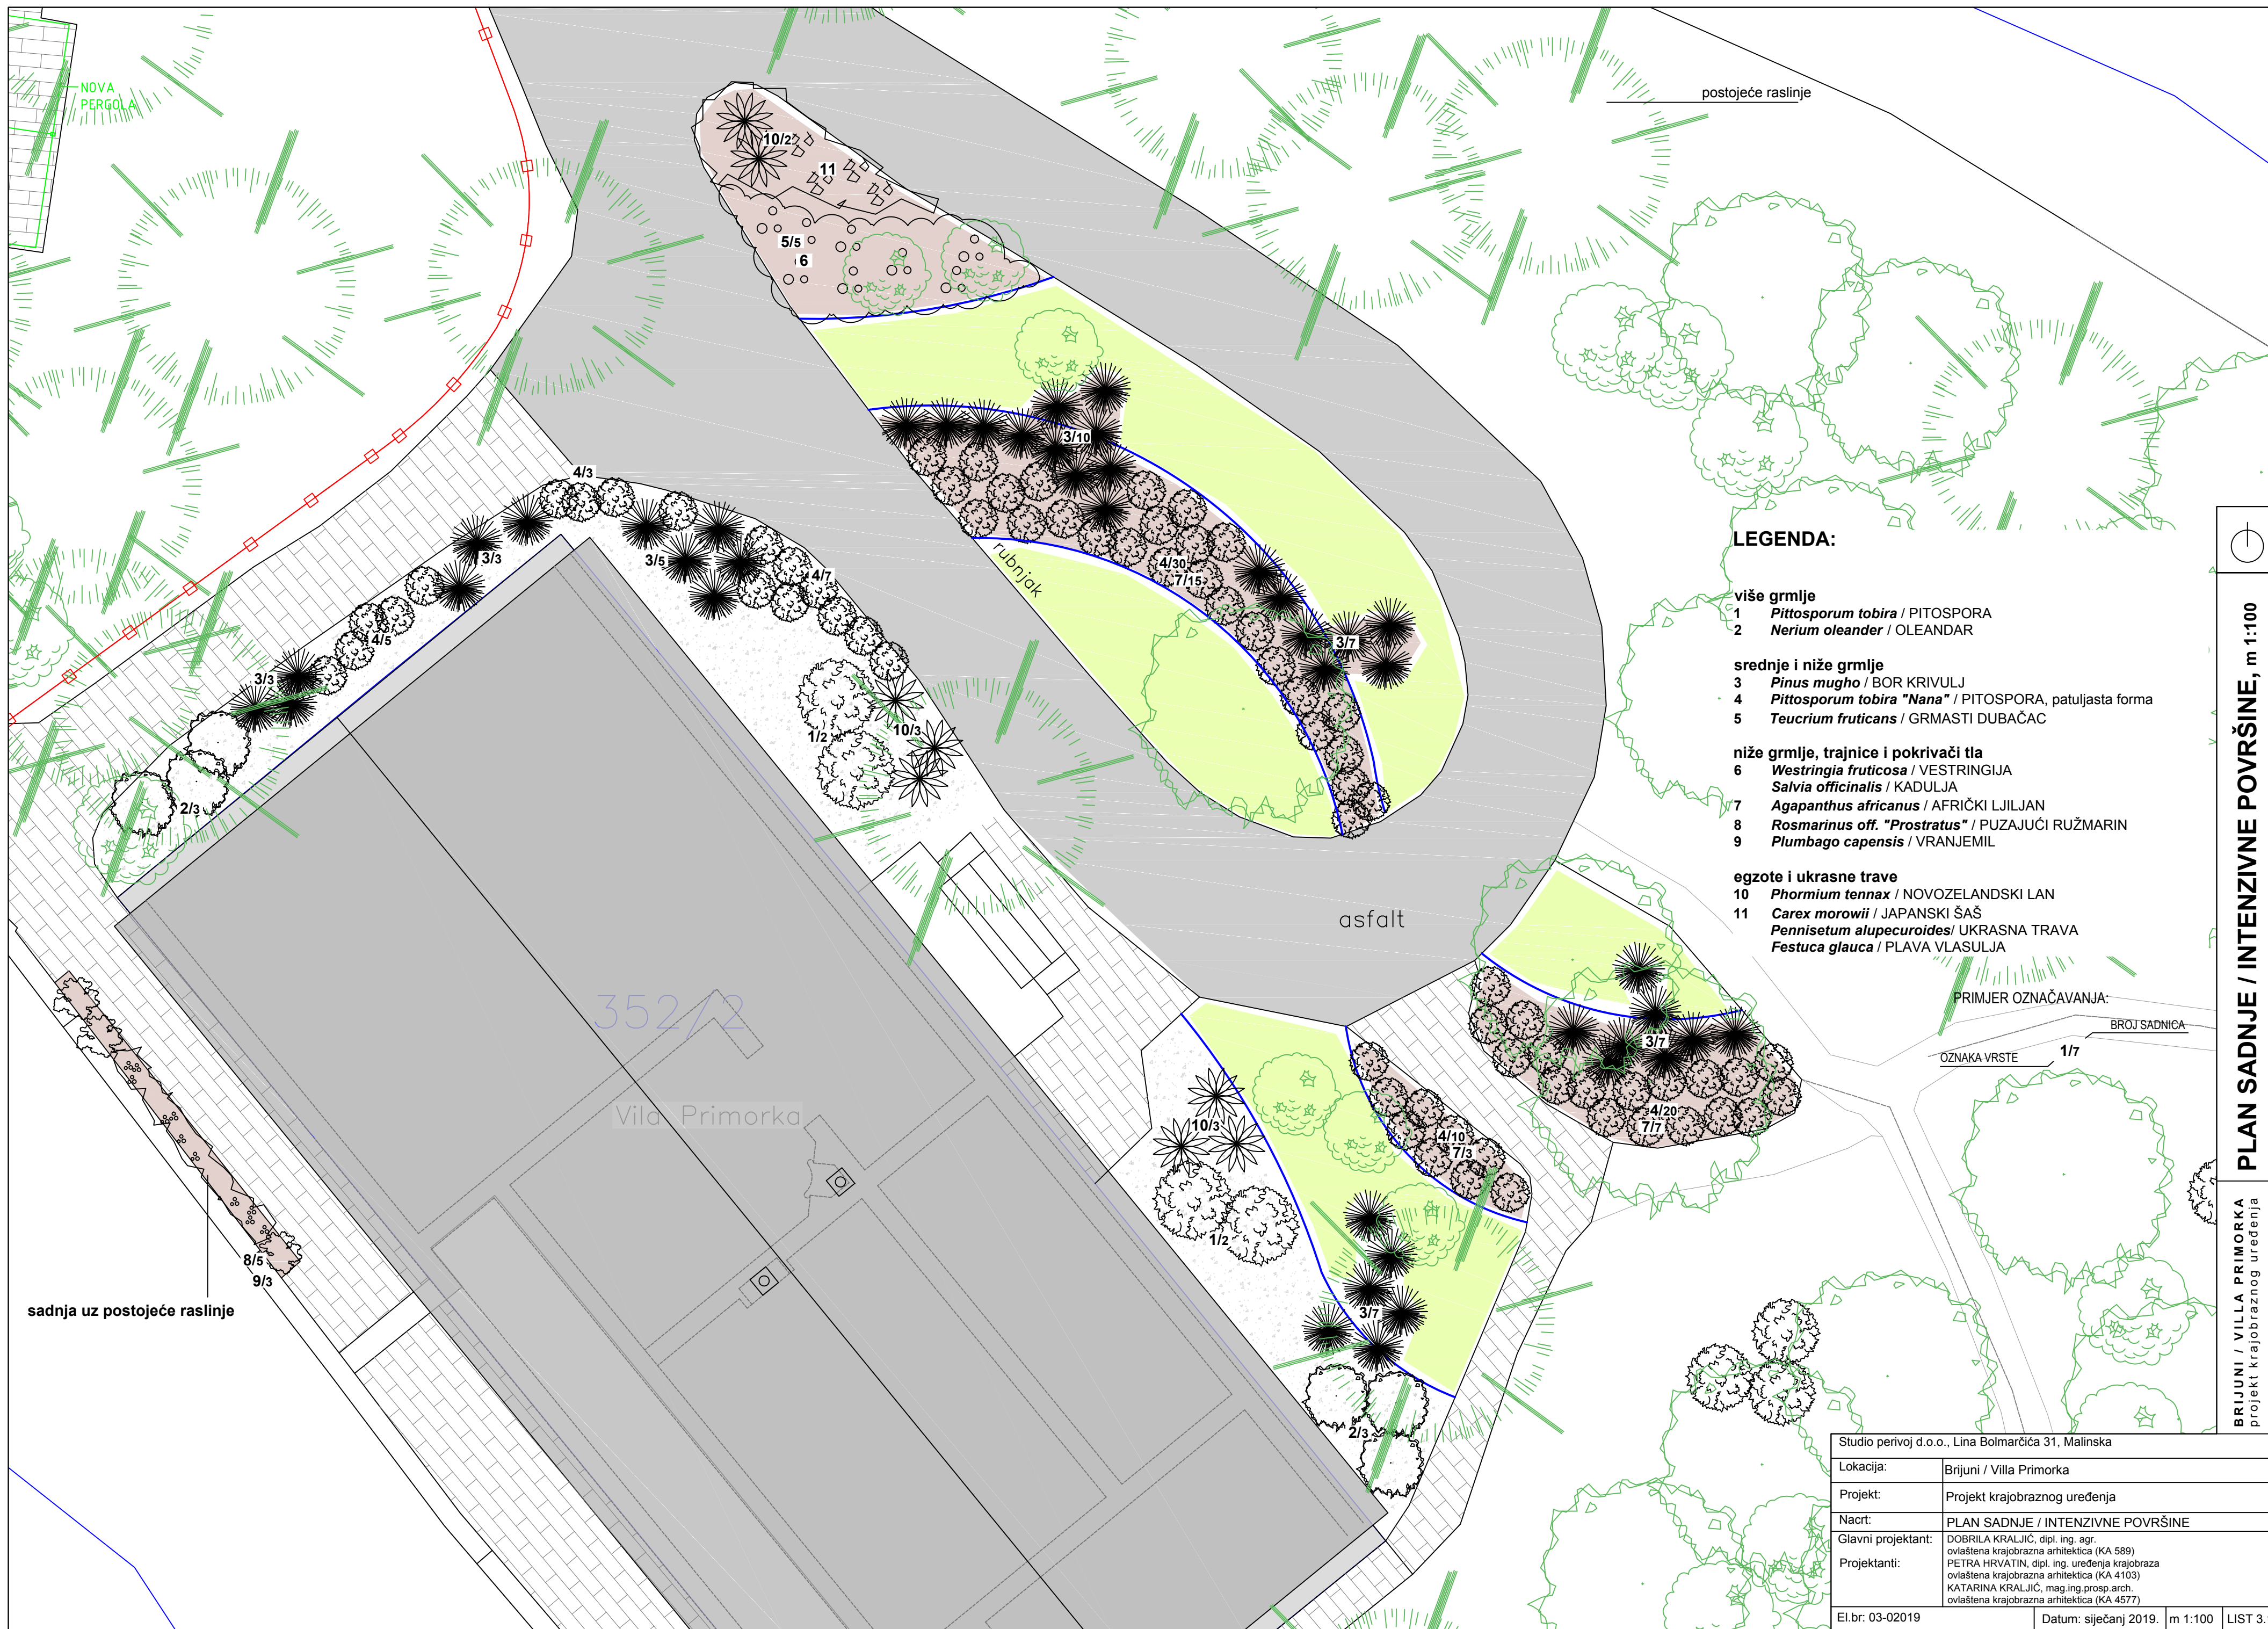 NOVA
PERGOLA
postojeće raslinje
10/2
11
5/5
6
3/10
4/3
3/3
3/5
4/7
rubnjak
4/30
7/15
4/5
3/3
3/7
1/2
10/3
2/3
asfalt
352/2
Vila Primorka
3/7
4/20
7/7
10/3
4/10
7/3
1/2
3/7
2/3
8/5
9/3
sadnja uz postojeće raslinje
LEGENDA:
više grmlje
1 Pittosporum tobira / PITOSPORA
2 Nerium oleander / OLEANDAR
srednje i niže grmlje
3 Pinus mugho / BOR KRIVULJ
4 Pittosporum tobira "Nana" / PITOSPORA, patuljasta forma
5 Teucrium fruticans / GRMASTI DUBAČAC
niže grmlje, trajnice i pokrivači tla
6 Westringia fruticosa / VESTRINGIJA
Salvia officinalis / KADULJA
7 Agapanthus africanus / AFRIČKI LJILJAN
8 Rosmarinus off. "Prostratus" / PUZAJUĆI RUŽMARIN
9 Plumbago capensis / VRANJEMIL
egzote i ukrasne trave
10 Phormium tennax / NOVOZELANDSKI LAN
11 Carex morowii / JAPANSKI ŠAŠ
Pennisetum alupecuroides/ UKRASNA TRAVA
Festuca glauca / PLAVA VLASULJA
PRIMJER OZNAČAVANJA:
BROJ SADNICA
OZNAKA VRSTE
1/7
PLAN SADNJE / INTENZIVNE POVRŠINE, m 1:100
BRIJUNI / VILLA PRIMORKA
projekt krajobraznog uređenja
Studio perivoj d.o.o., Lina Bolmarčića 31, Malinska
Lokacija: Brijuni / Villa Primorka
Projekt: Projekt krajobraznog uređenja
Nacrt: PLAN SADNJE / INTENZIVNE POVRŠINE
Glavni projektant: DOBRILA KRALJIĆ, dipl. ing. agr.
ovlaštena krajobrazna arhitektica (KA 589)
Projektanti: PETRA HRVATIN, dipl. ing. uređenja krajobraza
ovlaštena krajobrazna arhitektica (KA 4103)
KATARINA KRALJIĆ, mag.ing.prosp.arch.
ovlaštena krajobrazna arhitektica (KA 4577)
El.br: 03-02019 Datum: siječanj 2019. m 1:100 LIST 3.